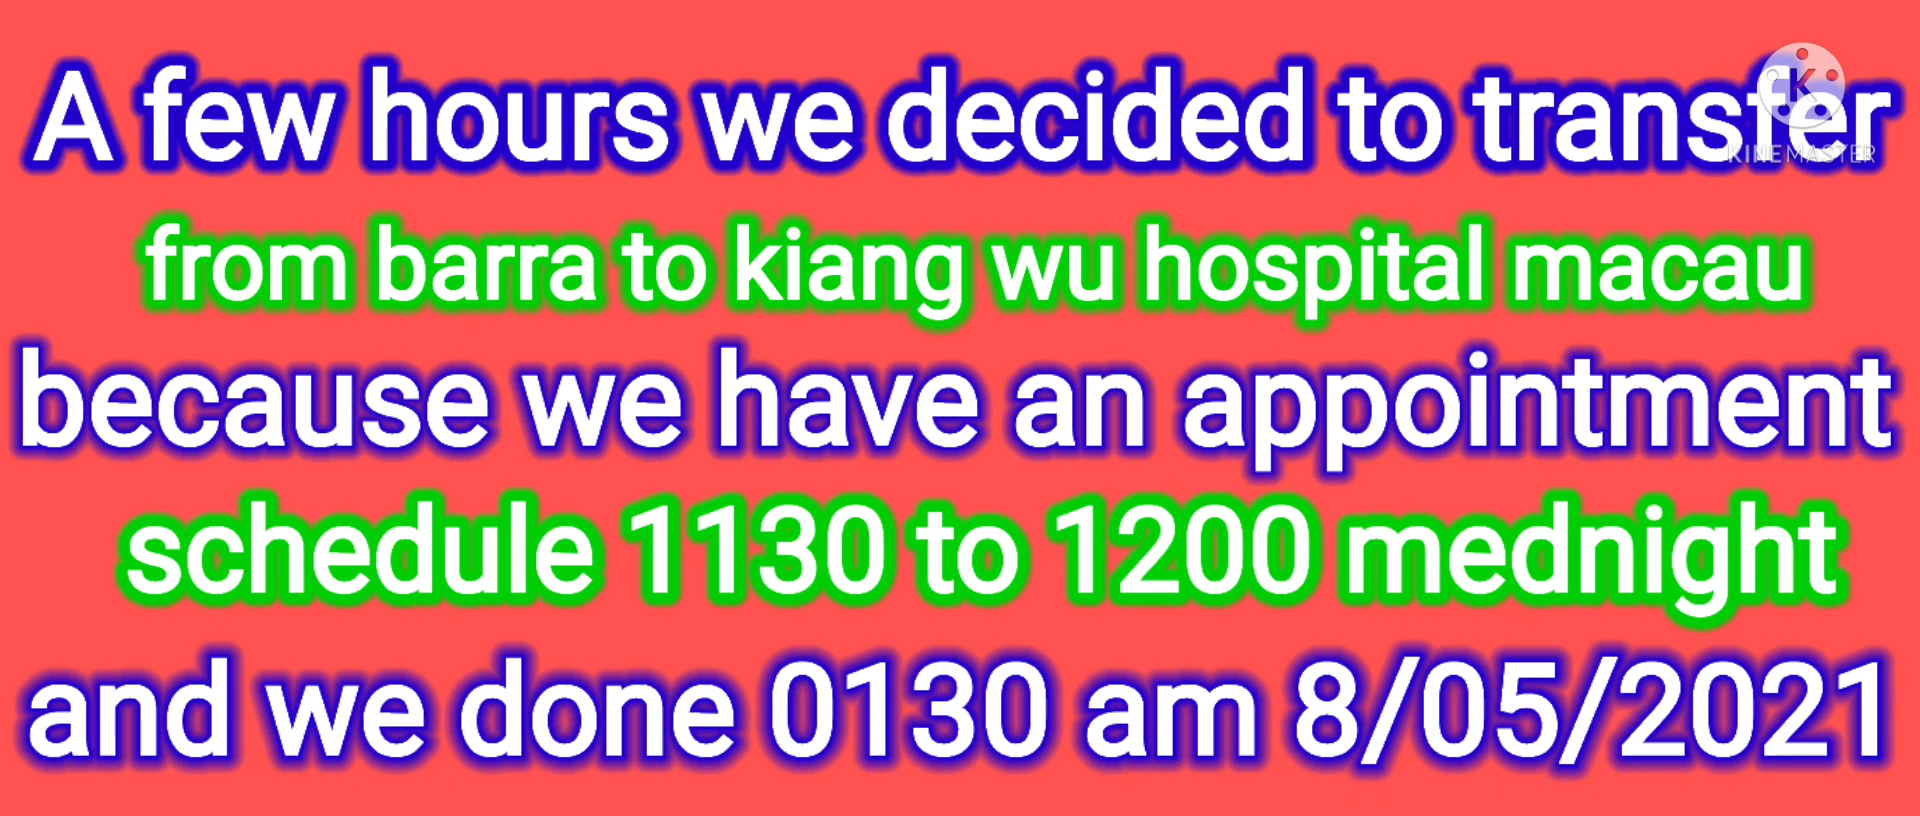 A few hours we decided to transfer
KINEMASTER
from barra to kiang wu hospital macau
because we have an appointment
schedule 1130 to 1200 mednight
and we done 0130 am 8/05/2021